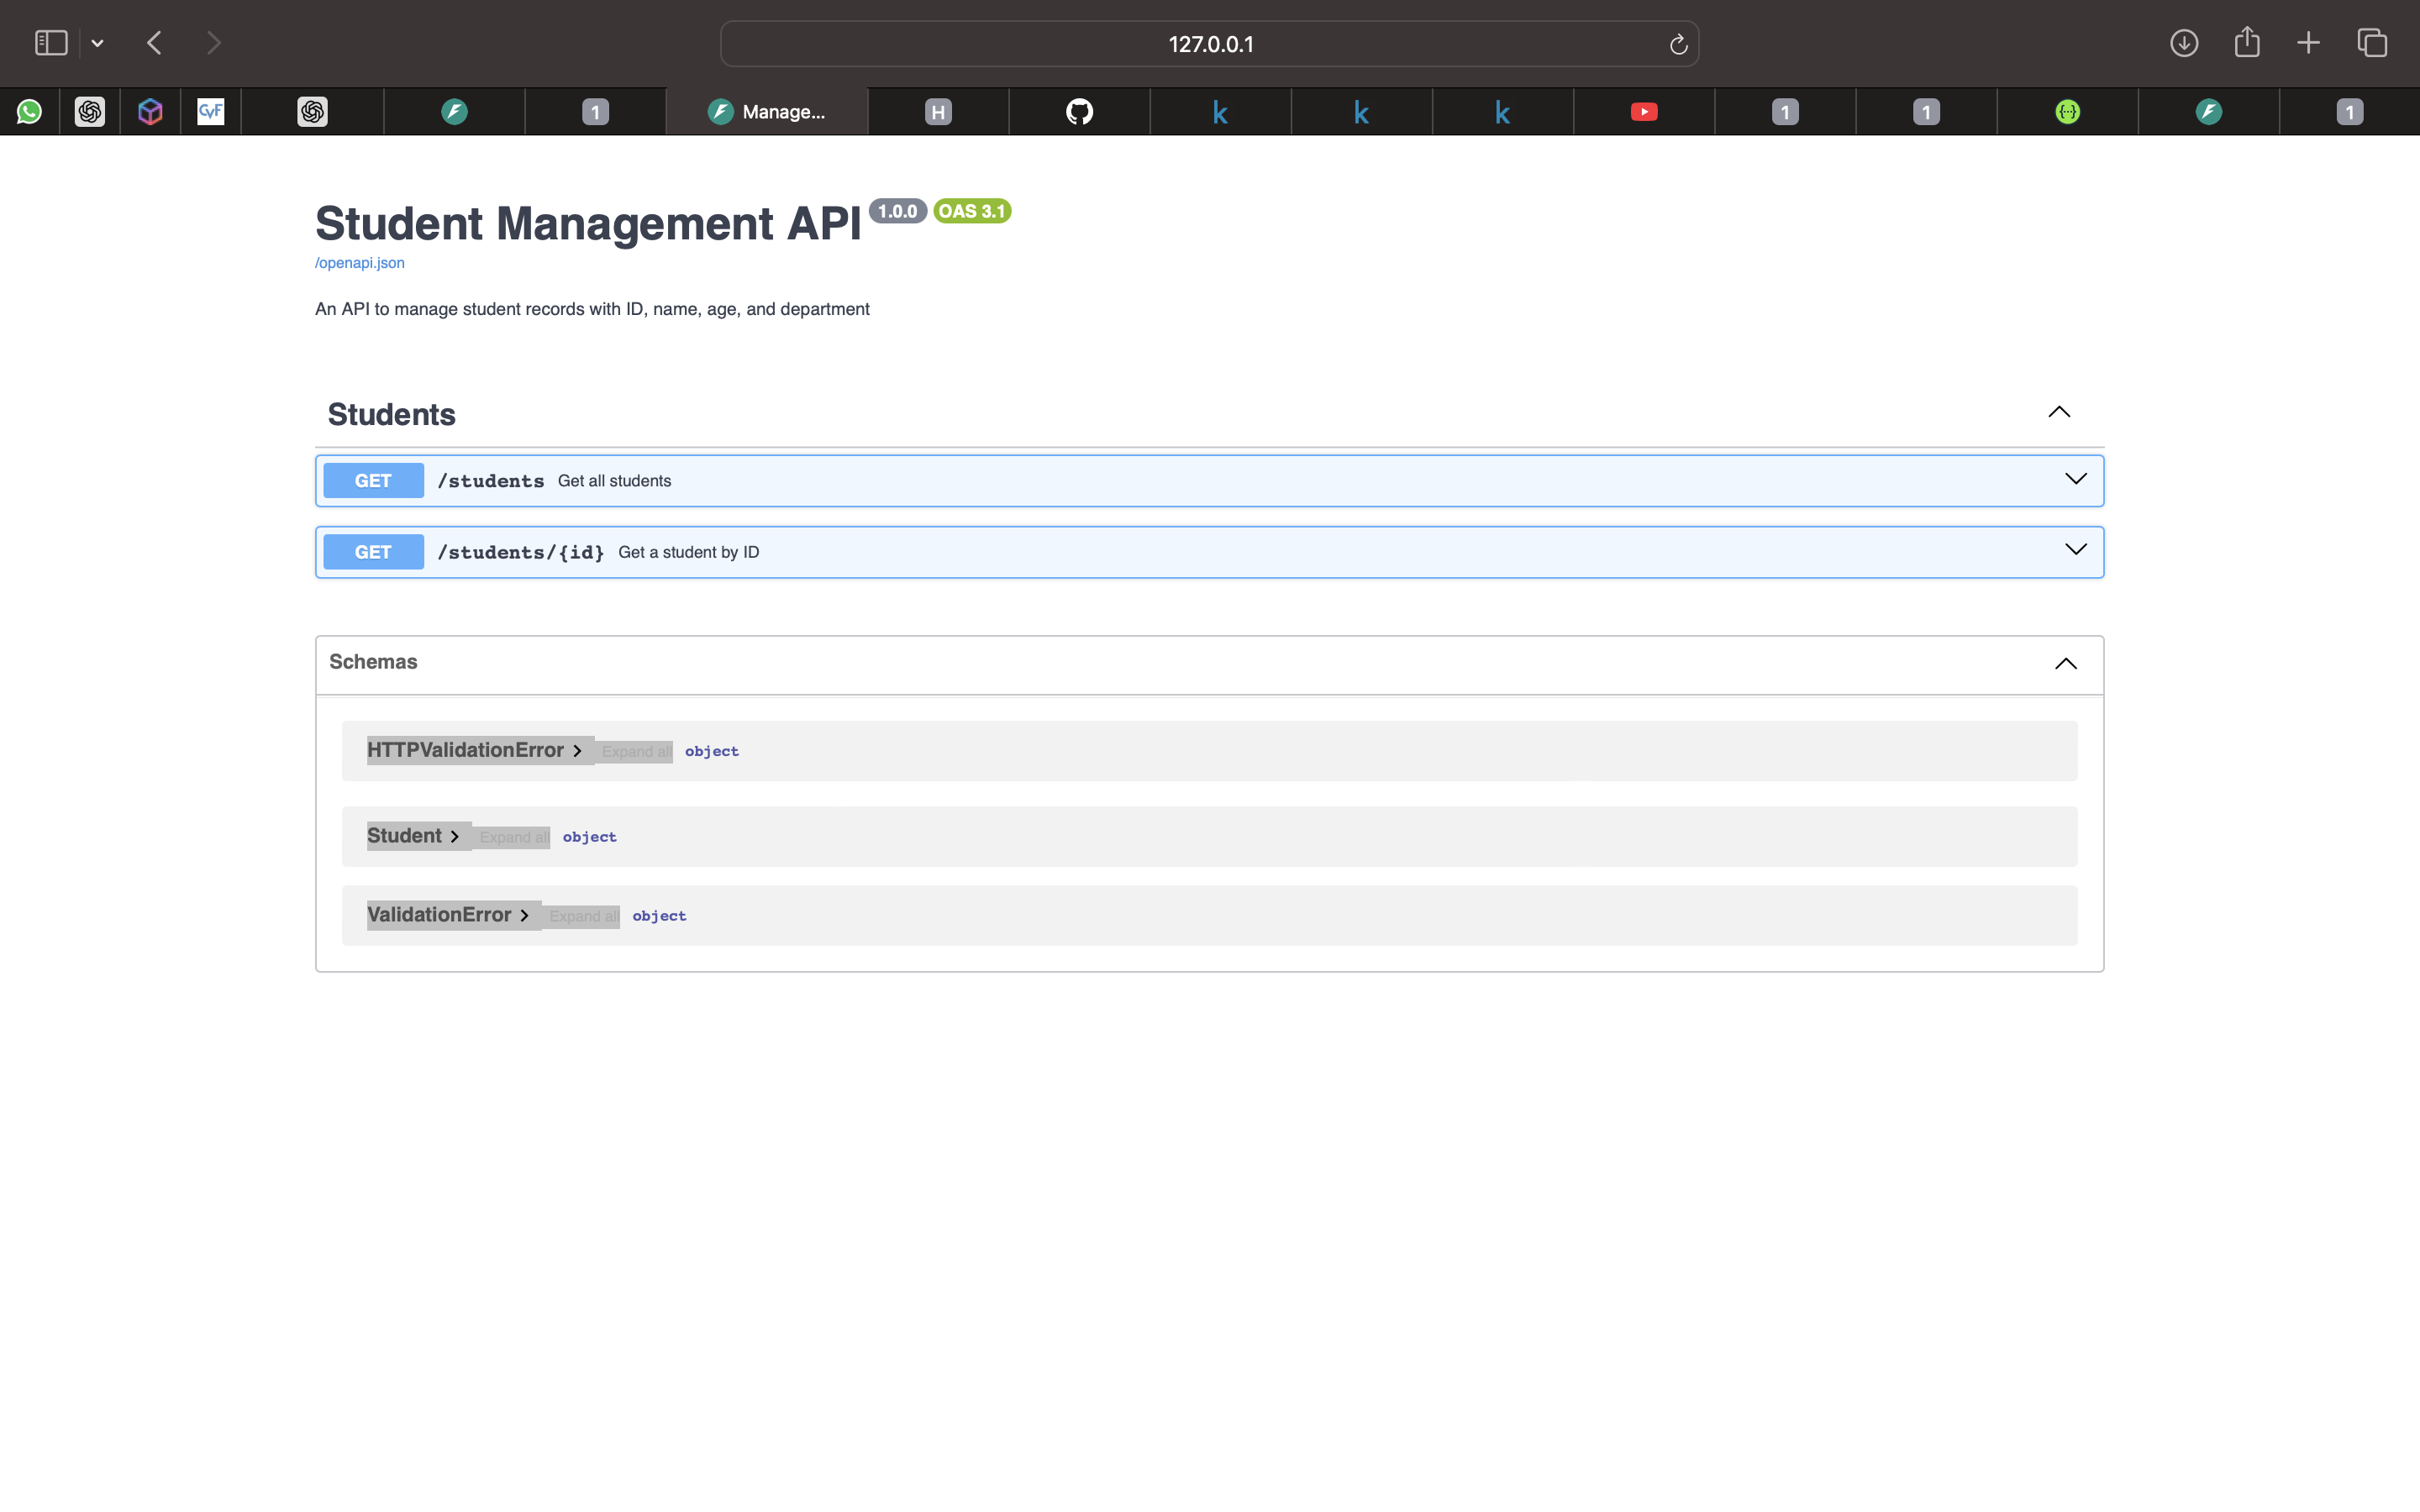 127.0.0.1
GvF
1
Manage...
H
k
k
k
1
1
{··}
1
Student Management API 1.0.0 OAS 3.1
/openapi.json
An API to manage student records with ID, name, age, and department
Students
GET /students Get all students
GET /students/{id} Get a student by ID
Schemas
HTTPValidationError Expand all object
Student Expand all object
ValidationError Expand all object